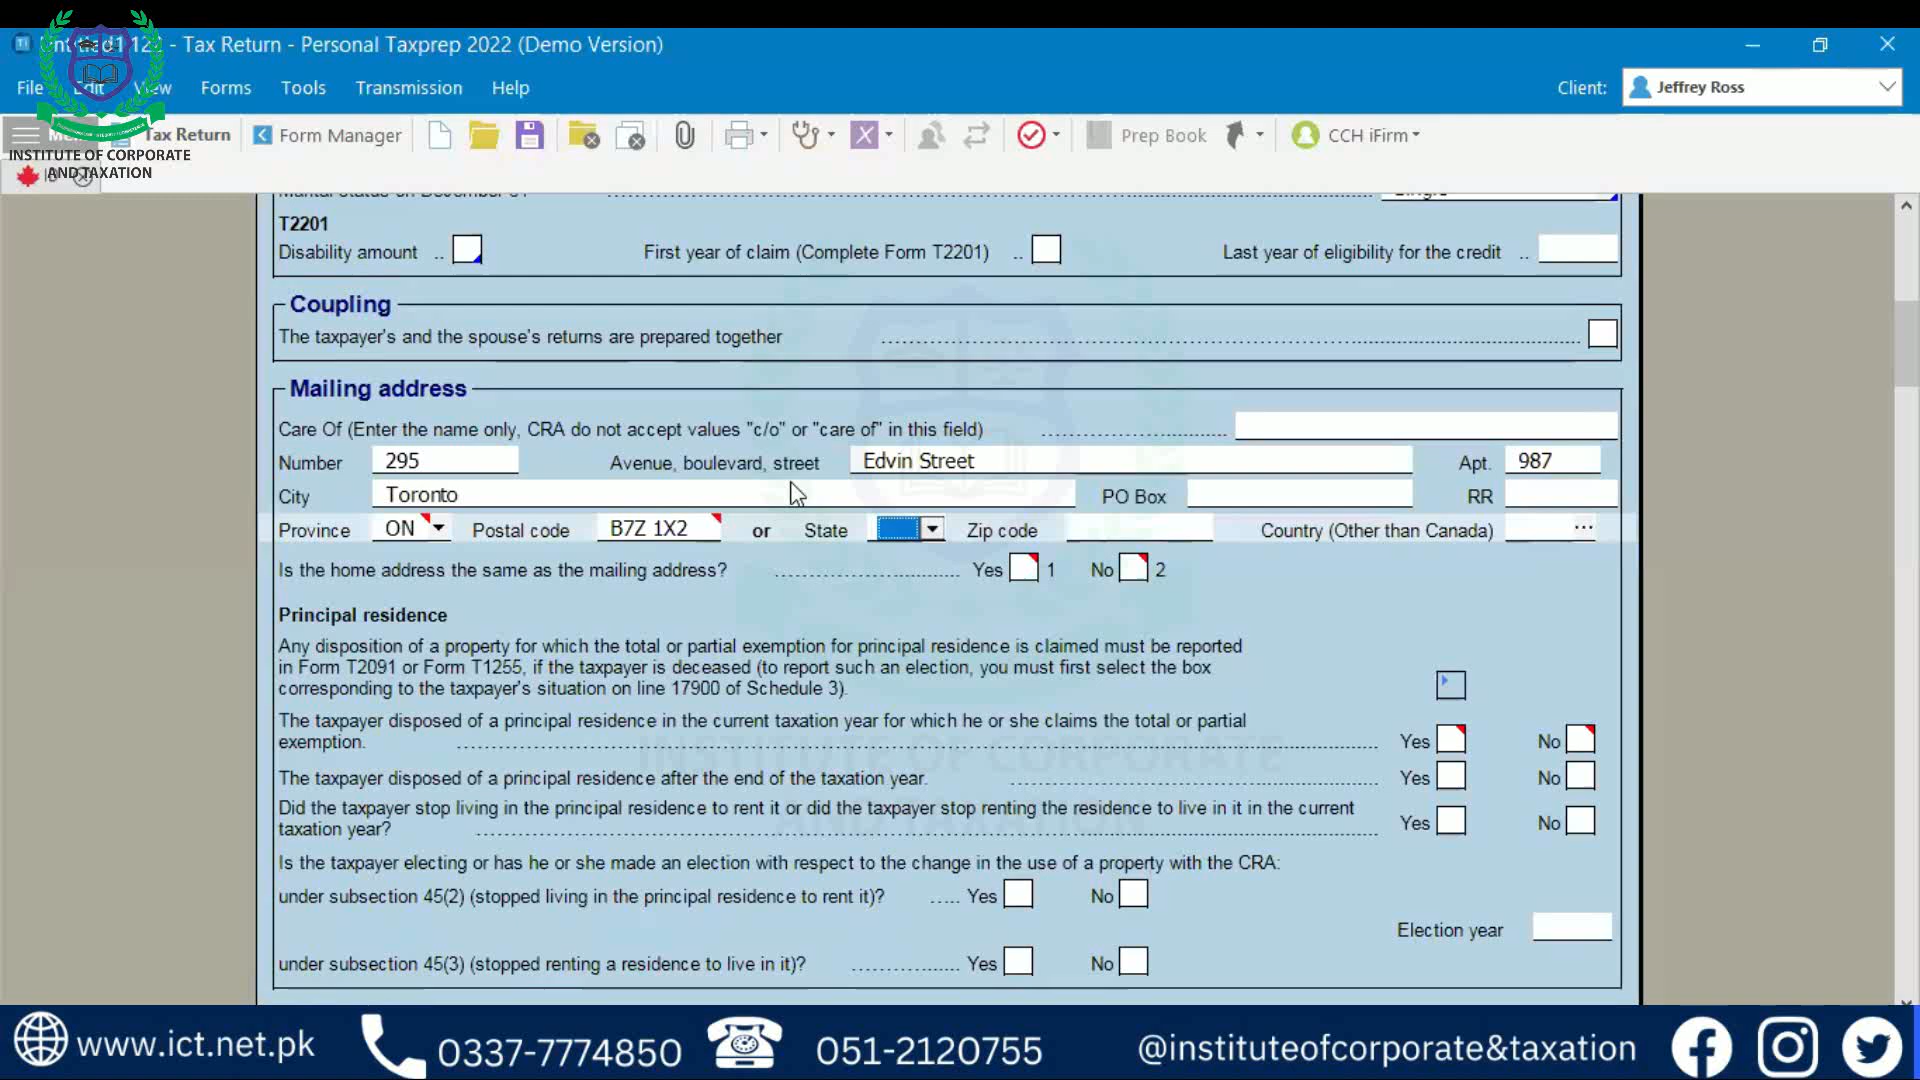 Untitled1.122 - Tax Return - Personal Taxprep 2022 (Demo Version)
File Edit View Forms Tools Transmission Help Client: Jeffrey Ross
Tax Return Form Manager Prep Book CCH iFirm
INSTITUTE OF CORPORATE
AND TAXATION
T2201
Disability amount .. First year of claim (Complete Form T2201) .. Last year of eligibility for the credit ..
Coupling
The taxpayer's and the spouse's returns are prepared together
Mailing address
Care Of (Enter the name only, CRA do not accept values "c/o" or "care of" in this field)
Number 295 Avenue, boulevard, street Edvin Street Apt. 987
City Toronto PO Box RR
Province ON Postal code B7Z 1X2 or State Zip code Country (Other than Canada) ...
Is the home address the same as the mailing address? Yes 1 No 2
Principal residence
Any disposition of a property for which the total or partial exemption for principal residence is claimed must be reported
in Form T2091 or Form T1255, if the taxpayer is deceased (to report such an election, you must first select the box
corresponding to the taxpayer's situation on line 17900 of Schedule 3).
The taxpayer disposed of a principal residence in the current taxation year for which he or she claims the total or partial
exemption. Yes No
The taxpayer disposed of a principal residence after the end of the taxation year. Yes No
Did the taxpayer stop living in the principal residence to rent it or did the taxpayer stop renting the residence to live in it in the current
taxation year? Yes No
Is the taxpayer electing or has he or she made an election with respect to the change in the use of a property with the CRA:
under subsection 45(2) (stopped living in the principal residence to rent it)? ..... Yes No
Election year
under subsection 45(3) (stopped renting a residence to live in it)? Yes No
INSTITUTE OF CORPORATE
AND TAXATION
www.ict.net.pk 0337-7774850 051-2120755 @instituteofcorporate&taxation